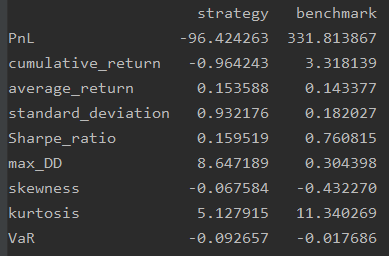 strategy benchmark
PnL -96.424263 331.813867
cumulative_return -0.964243 3.318139
average_return 0.153588 0.143377
standard_deviation 0.932176 0.182027
Sharpe_ratio 0.159519 0.760815
max_DD 8.647189 0.304398
skewness -0.067584 -0.432270
kurtosis 5.127915 11.340269
VaR -0.092657 -0.017686